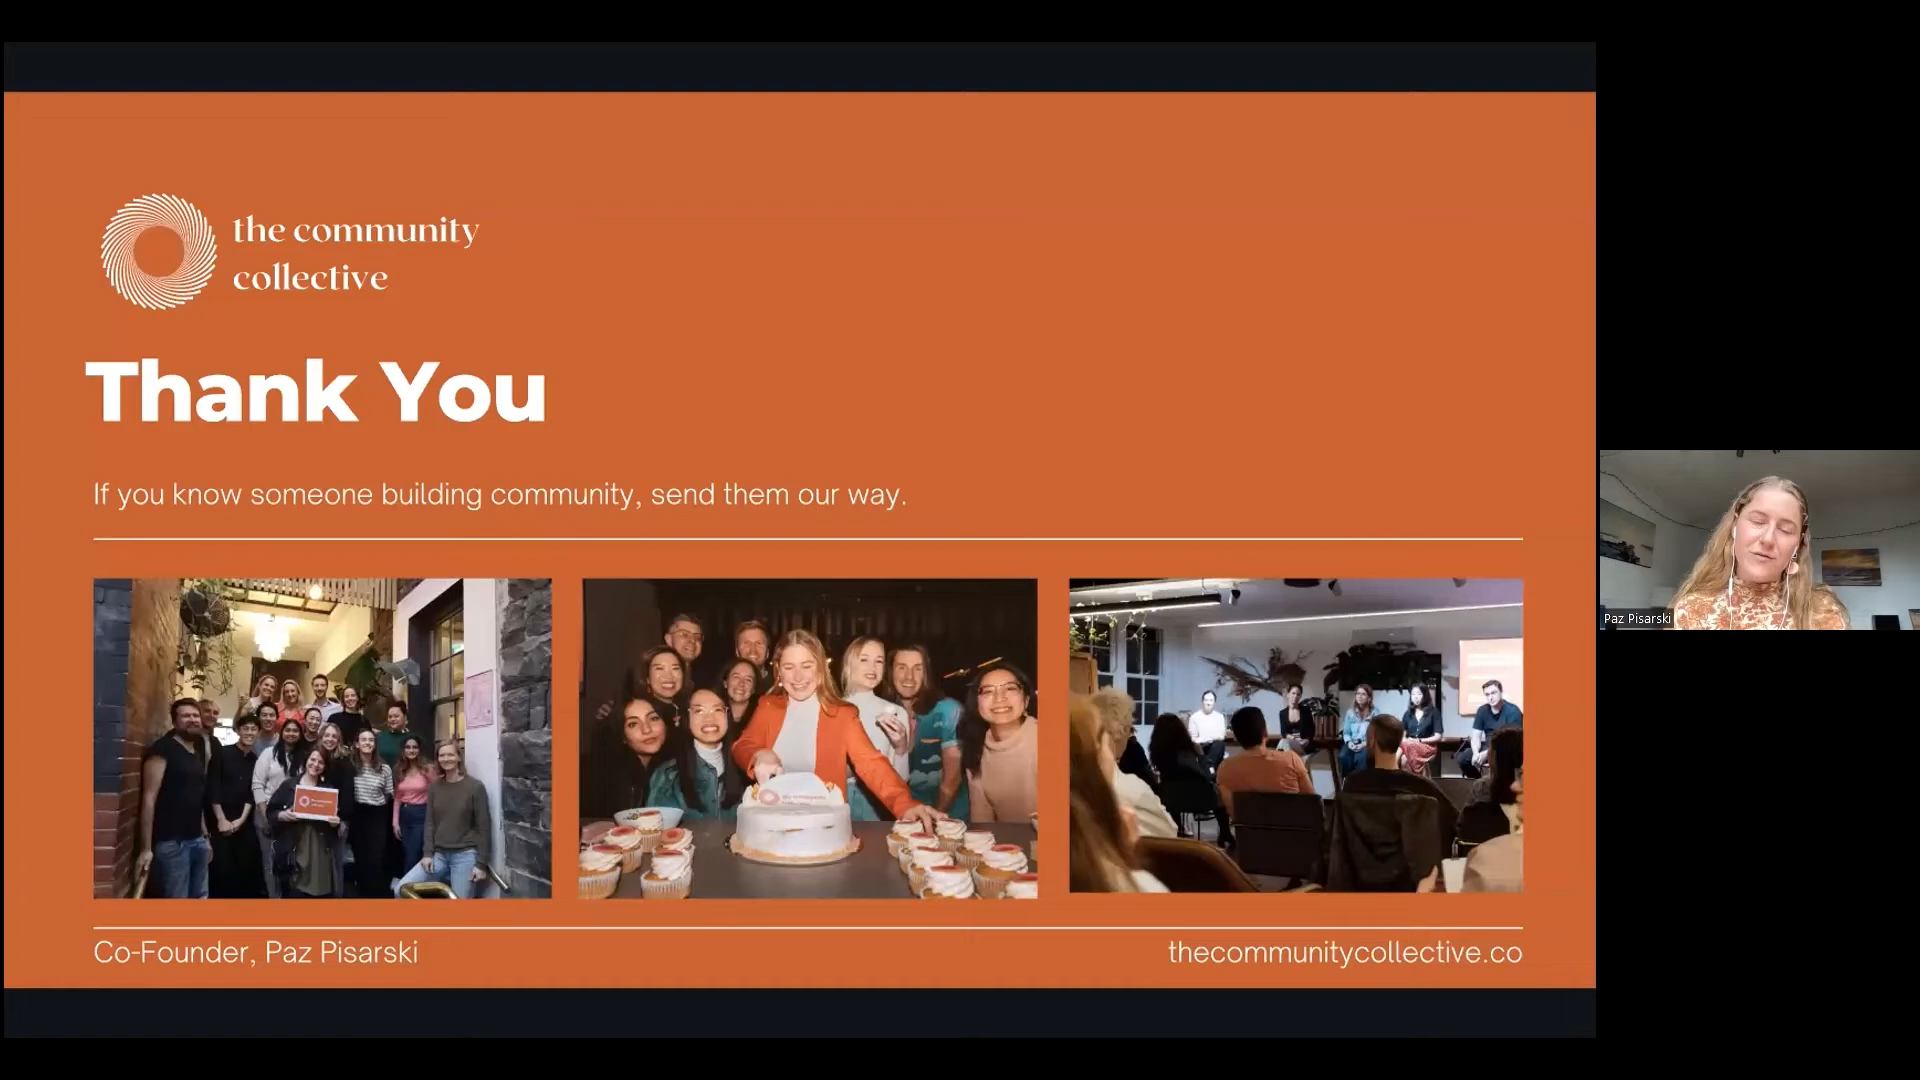 the community
collective
Thank You
If you know someone building community, send them our way.
Co-Founder, Paz Pisarski
thecommunitycollective.co
Paz Pisarski